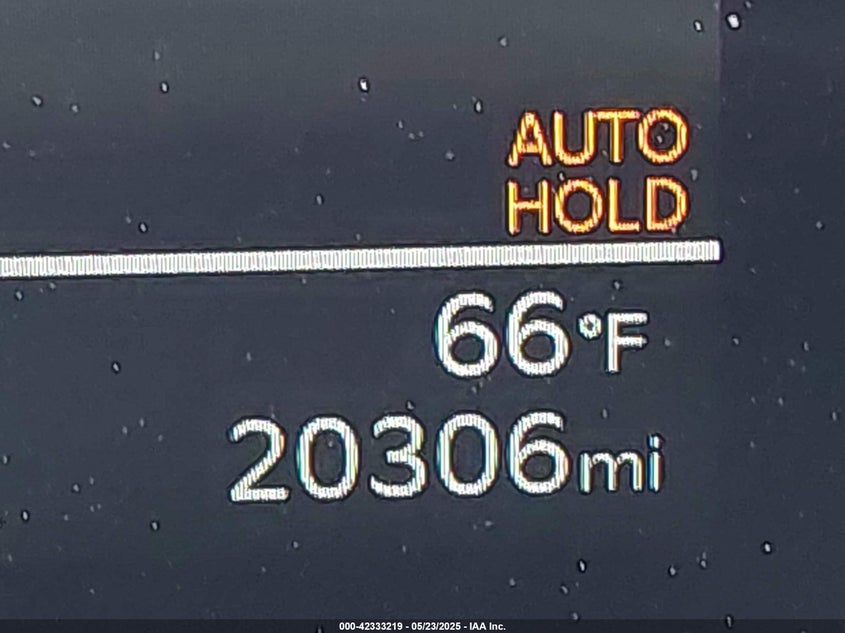 AUTO
HOLD
66°F
20306mi
000-42333219 - 05/23/2025 - IAA Inc.